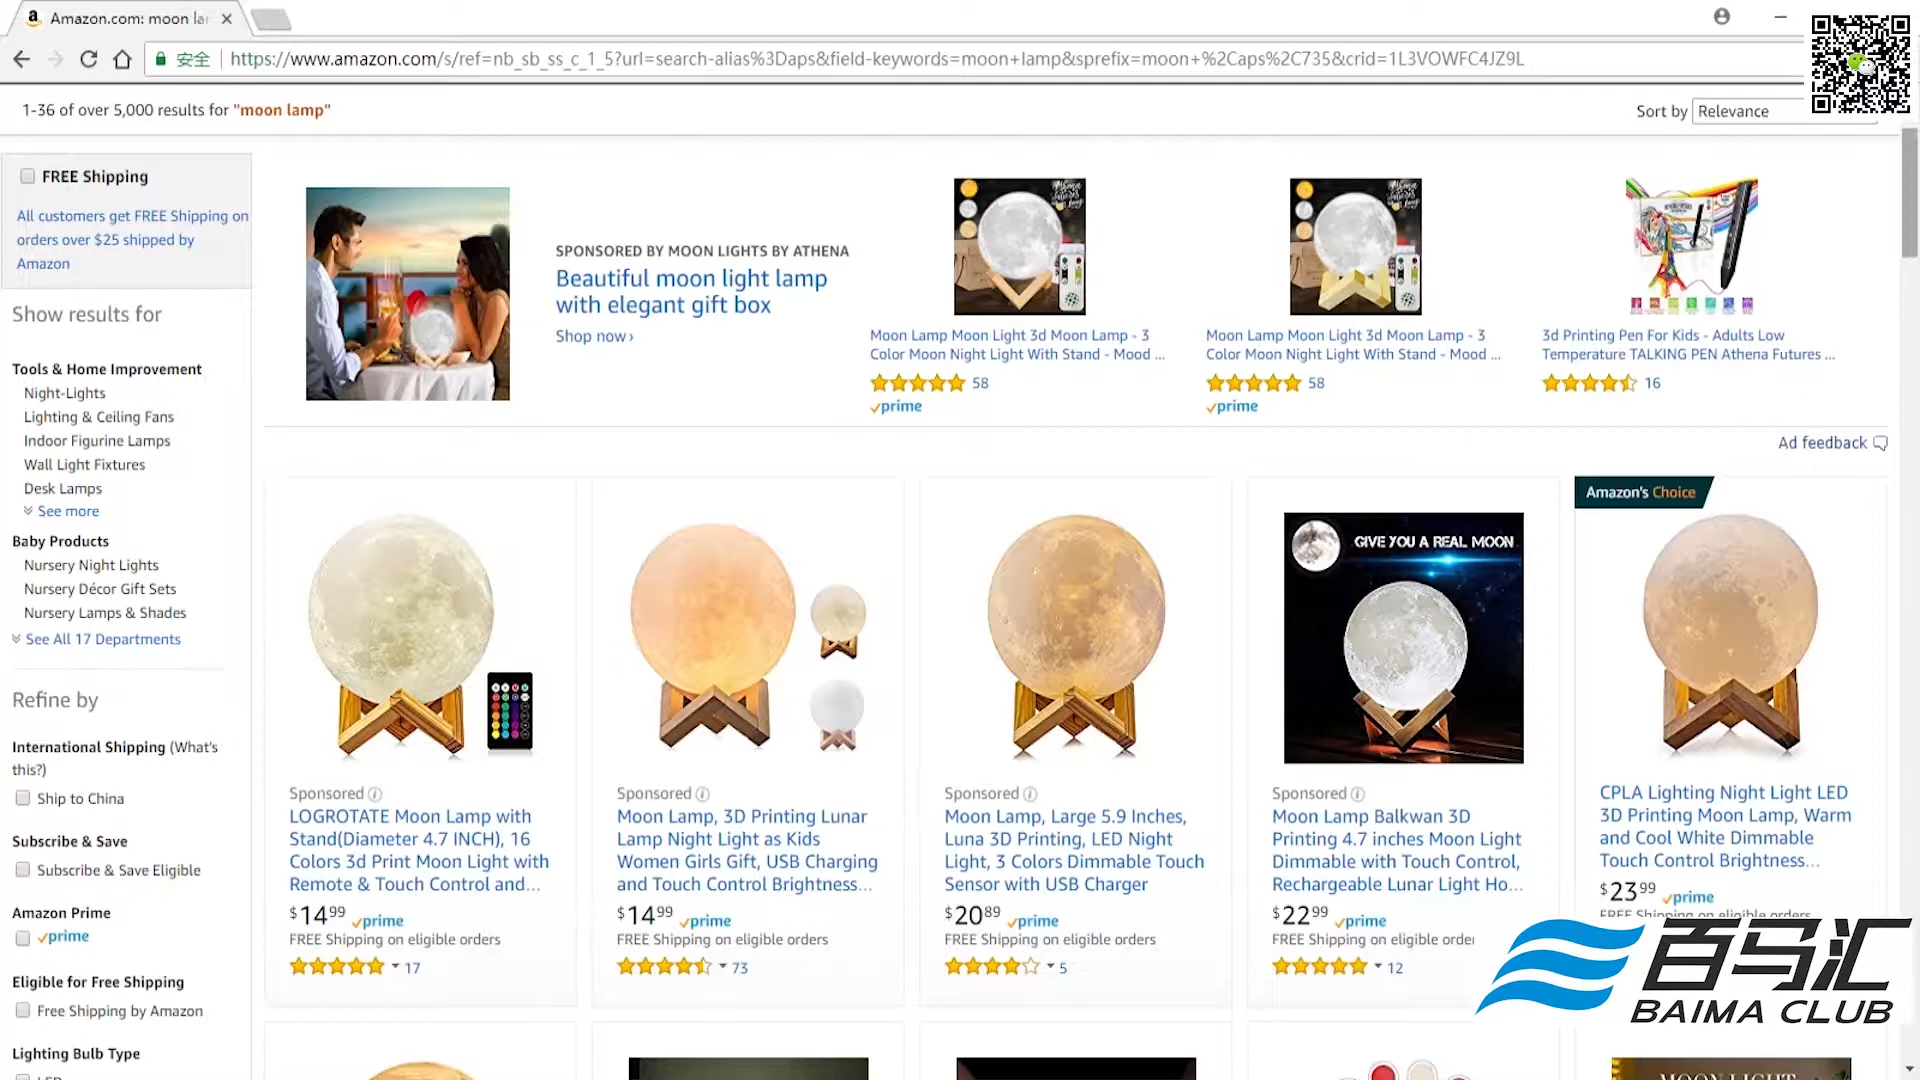 Amazon.com: moon la
安全
https://www.amazon.com/s/ref=nb_sb_ss_c_1_5?url=search-alias%3Daps&field-keywords=moon+lamp&sprefix=moon+%2Caps%2C735&crid=1L3VOWFC4JZ9L
1-36 of over 5,000 results for "moon lamp"
Sort by Relevance
FREE Shipping
All customers get FREE Shipping on
orders over $25 shipped by
Amazon
Show results for
Tools & Home Improvement
Night-Lights
Lighting & Ceiling Fans
Indoor Figurine Lamps
Wall Light Fixtures
Desk Lamps
See more
Baby Products
Nursery Night Lights
Nursery Décor Gift Sets
Nursery Lamps & Shades
See All 17 Departments
Refine by
International Shipping (What's
this?)
Ship to China
Subscribe & Save
Subscribe & Save Eligible
Amazon Prime
prime
Eligible for Free Shipping
Free Shipping by Amazon
Lighting Bulb Type
SPONSORED BY MOON LIGHTS BY ATHENA
Beautiful moon light lamp
with elegant gift box
Shop now ›
Moon Lamp Moon Light 3d Moon Lamp - 3
Color Moon Night Light With Stand - Mood ...
58
prime
Moon Lamp Moon Light 3d Moon Lamp - 3
Color Moon Night Light With Stand - Mood ...
58
prime
3d Printing Pen For Kids - Adults Low
Temperature TALKING PEN Athena Futures ...
16
Ad feedback
Sponsored
LOGROTATE Moon Lamp with
Stand(Diameter 4.7 INCH), 16
Colors 3d Print Moon Light with
Remote & Touch Control and...
$14.99 prime
FREE Shipping on eligible orders
17
Sponsored
Moon Lamp, 3D Printing Lunar
Lamp Night Light as Kids
Women Girls Gift, USB Charging
and Touch Control Brightness...
$14.99 prime
FREE Shipping on eligible orders
73
Sponsored
Moon Lamp, Large 5.9 Inches,
Luna 3D Printing, LED Night
Light, 3 Colors Dimmable Touch
Sensor with USB Charger
$20.89 prime
FREE Shipping on eligible orders
5
GIVE YOU A REAL MOON
Sponsored
Moon Lamp Balkwan 3D
Printing 4.7 inches Moon Light
Dimmable with Touch Control,
Rechargeable Lunar Light Ho...
$22.99 prime
FREE Shipping on eligible order
12
Amazon's Choice
CPLA Lighting Night Light LED
3D Printing Moon Lamp, Warm
and Cool White Dimmable
Touch Control Brightness...
$23.99 prime
FREE Shipping on eligible orders
百马汇
BAIMA CLUB
MOON LIGHT